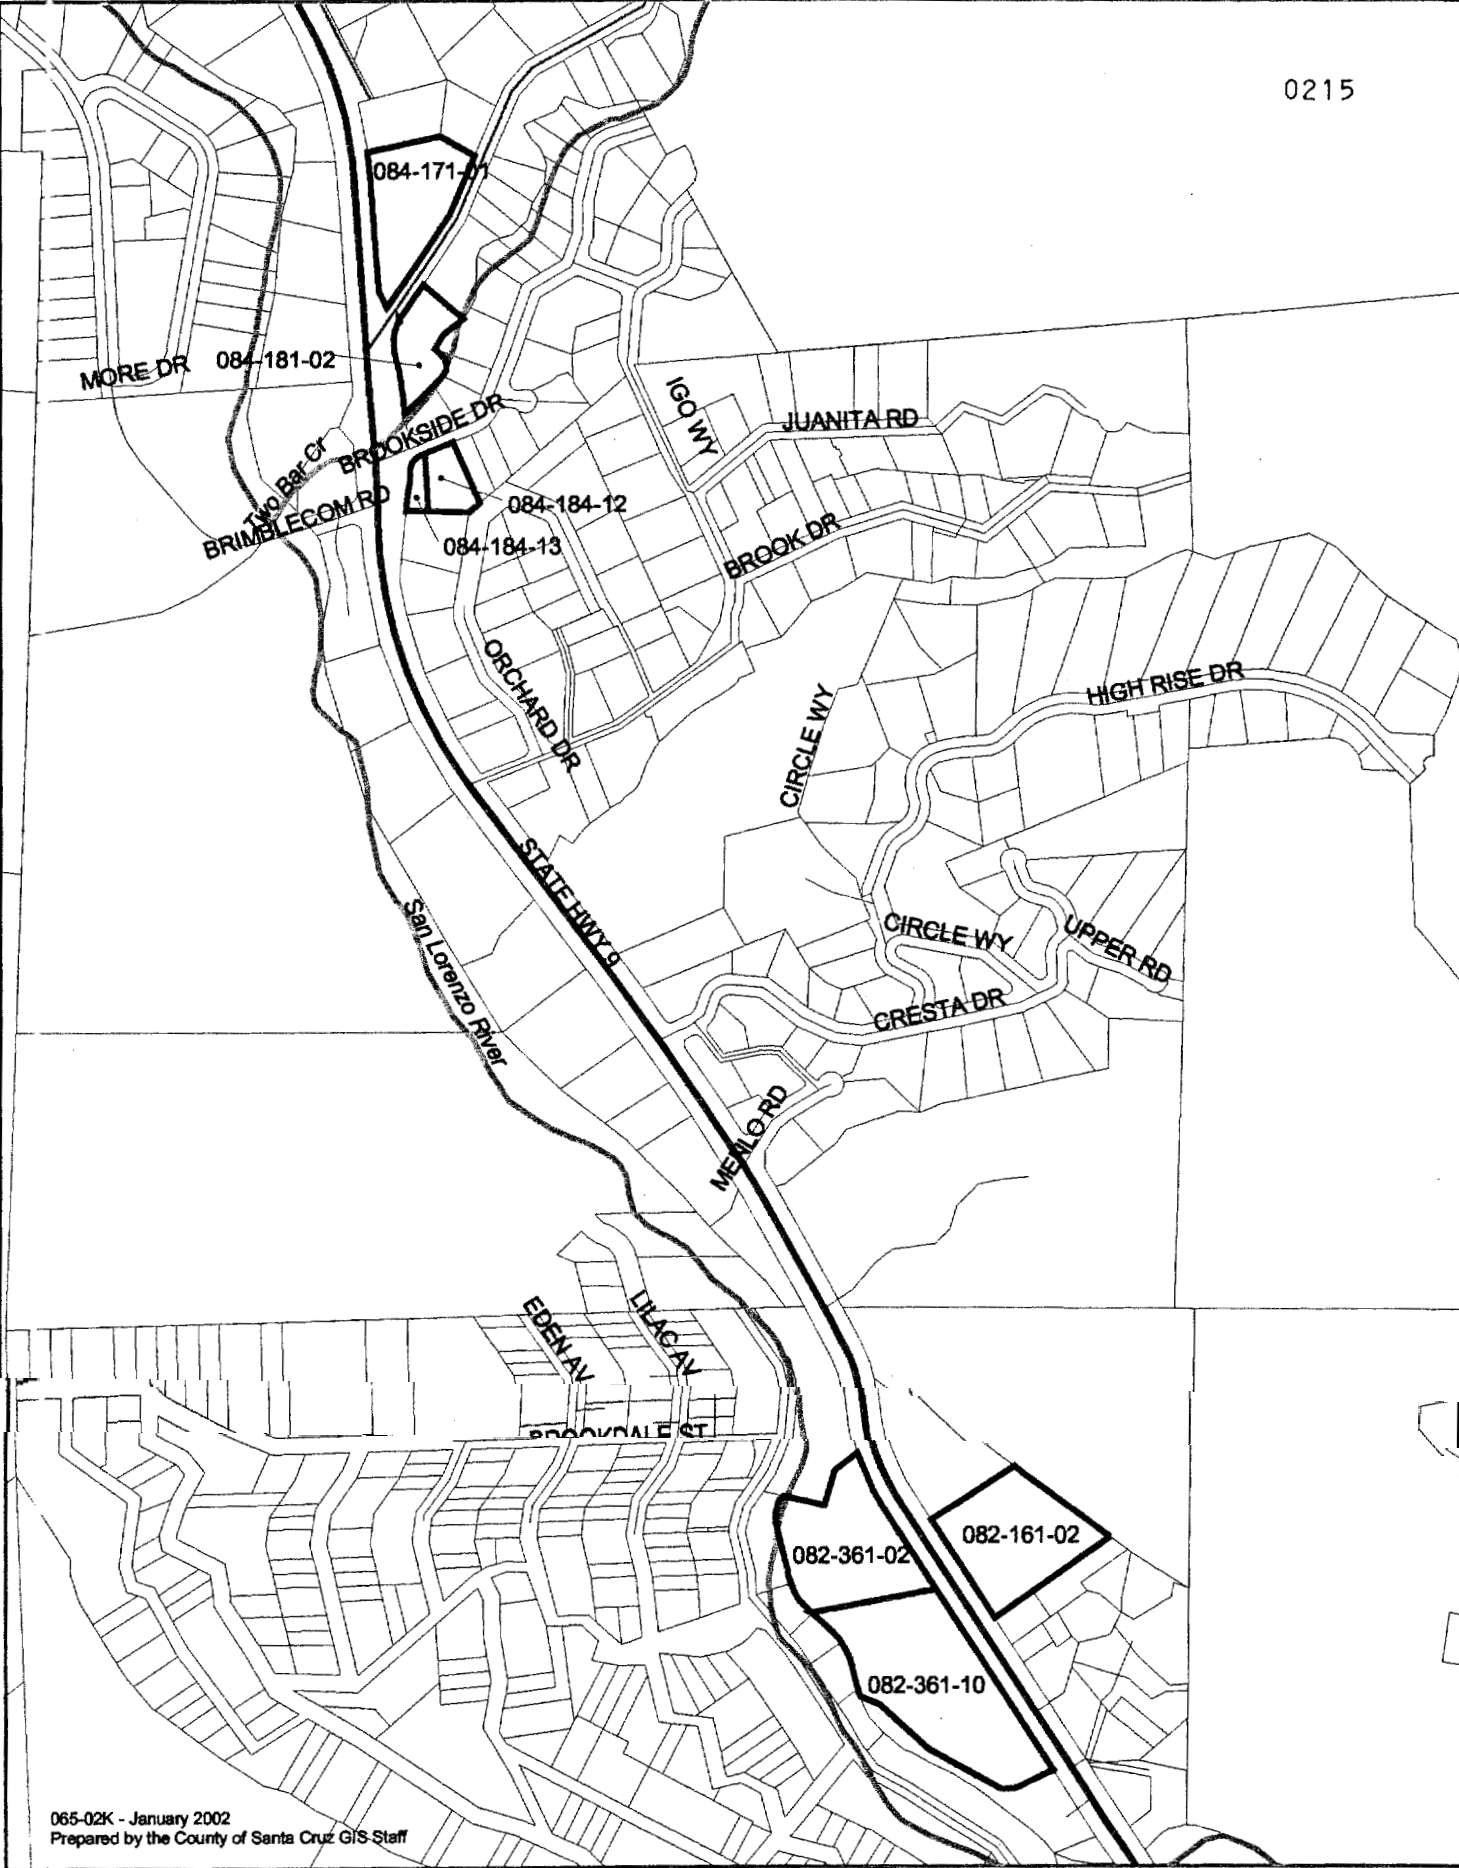 0215
084-171-01
MORE DR
084-181-02
IGO WY
JUANITA RD
BROOKSIDE DR
Two Bar Cr
BRIMBLECOM RD
084-184-12
084-184-13
BROOK DR
ORCHARD DR
HIGH RISE DR
CIRCLE WY
STATE HWY 9
San Lorenzo River
CIRCLE WY
UPPER RD
CRESTA DR
MENLO RD
EDEN AV
LILAC AV
BROOKDALE ST
082-361-02
082-161-02
082-361-10
065-02K - January 2002
Prepared by the County of Santa Cruz GIS Staff